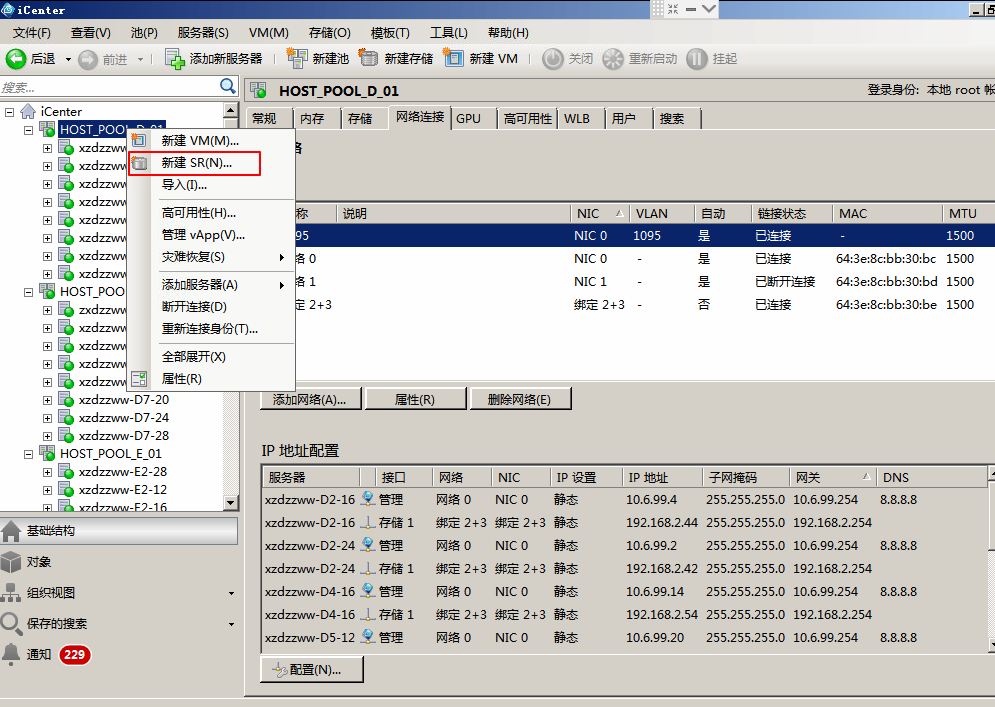 iCenter
文件(F) 查看(V) 池(P) 服务器(S) VM(M) 存储(O) 模板(T) 工具(L) 帮助(H)
后退 前进 添加新服务器 新建池 新建存储 新建 VM 关闭 重新启动 挂起
搜索...
HOST_POOL_D_01 登录身份: 本地 root 帐
iCenter
HOST_POOL_D_01
xzdzzww
xzdzzww
xzdzzww
xzdzzww
xzdzzww
xzdzzww
xzdzzww
xzdzzww
HOST_POO
zxdzzww
xzdzzww
xzdzzww
xzdzzww
xzdzzww
xzdzzww-D7-20
xzdzzww-D7-24
xzdzzww-D7-28
HOST_POOL_E_01
xzdzzww-E2-28
xzdzzww-E2-12
xzdzzww-E2-16
新建 VM(M)...
新建 SR(N)...
导入(I)...
高可用性(H)...
管理 vApp(V)...
灾难恢复(S)
添加服务器(A)
断开连接(D)
重新连接身份(T)...
全部展开(X)
属性(R)
常规 内存 存储 网络连接 GPU 高可用性 WLB 用户 搜索
络
称 说明 NIC VLAN 自动 链接状态 MAC MTU
95 NIC 0 1095 是 已连接 - 1500
络 0 NIC 0 - 是 已连接 64:3e:8c:bb:30:bc 1500
络 1 NIC 1 - 是 已断开连接 64:3e:8c:bb:30:bd 1500
定 2+3 绑定 2+3 - 否 已连接 64:3e:8c:bb:30:be 1500
添加网络(A)... 属性(R) 删除网络(E)
IP 地址配置
服务器 接口 网络 NIC IP 设置 IP 地址 子网掩码 网关 DNS
xzdzzww-D2-16 管理 网络 0 NIC 0 静态 10.6.99.4 255.255.255.0 10.6.99.254 8.8.8.8
xzdzzww-D2-16 存储 1 绑定 2+3 绑定 2+3 静态 192.168.2.44 255.255.255.0 192.168.2.254
xzdzzww-D2-24 管理 网络 0 NIC 0 静态 10.6.99.2 255.255.255.0 10.6.99.254 8.8.8.8
xzdzzww-D2-24 存储 1 绑定 2+3 绑定 2+3 静态 192.168.2.42 255.255.255.0 192.168.2.254
xzdzzww-D4-16 管理 网络 0 NIC 0 静态 10.6.99.14 255.255.255.0 10.6.99.254 8.8.8.8
xzdzzww-D4-16 存储 1 绑定 2+3 绑定 2+3 静态 192.168.2.54 255.255.255.0 192.168.2.254
xzdzzww-D5-12 管理 网络 0 NIC 0 静态 10.6.99.20 255.255.255.0 10.6.99.254 8.8.8.8
配置(N)...
基础结构
对象
组织视图
保存的搜索
通知 229